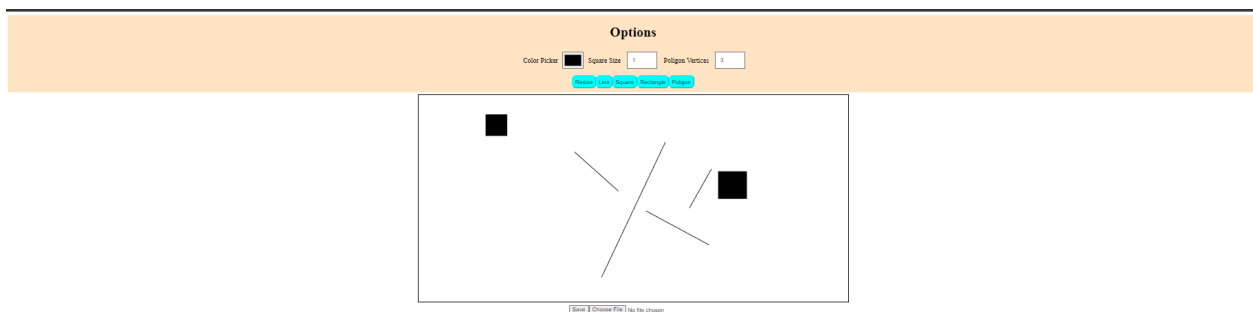 Options
Color Picker Square Size 1 Poligon Vertices 3
Resize Line Square Rectangle Poligon
Save Choose File No file chosen